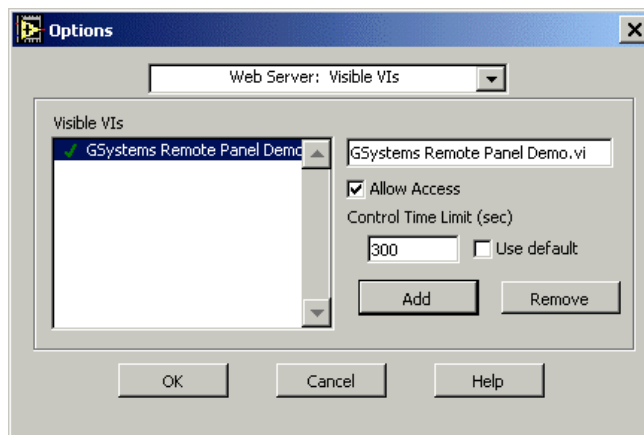 Options
Web Server: Visible VIs
Visible VIs
GSystems Remote Panel Demo
GSystems Remote Panel Demo.vi
Allow Access
Control Time Limit (sec)
300
Use default
Add
Remove
OK
Cancel
Help